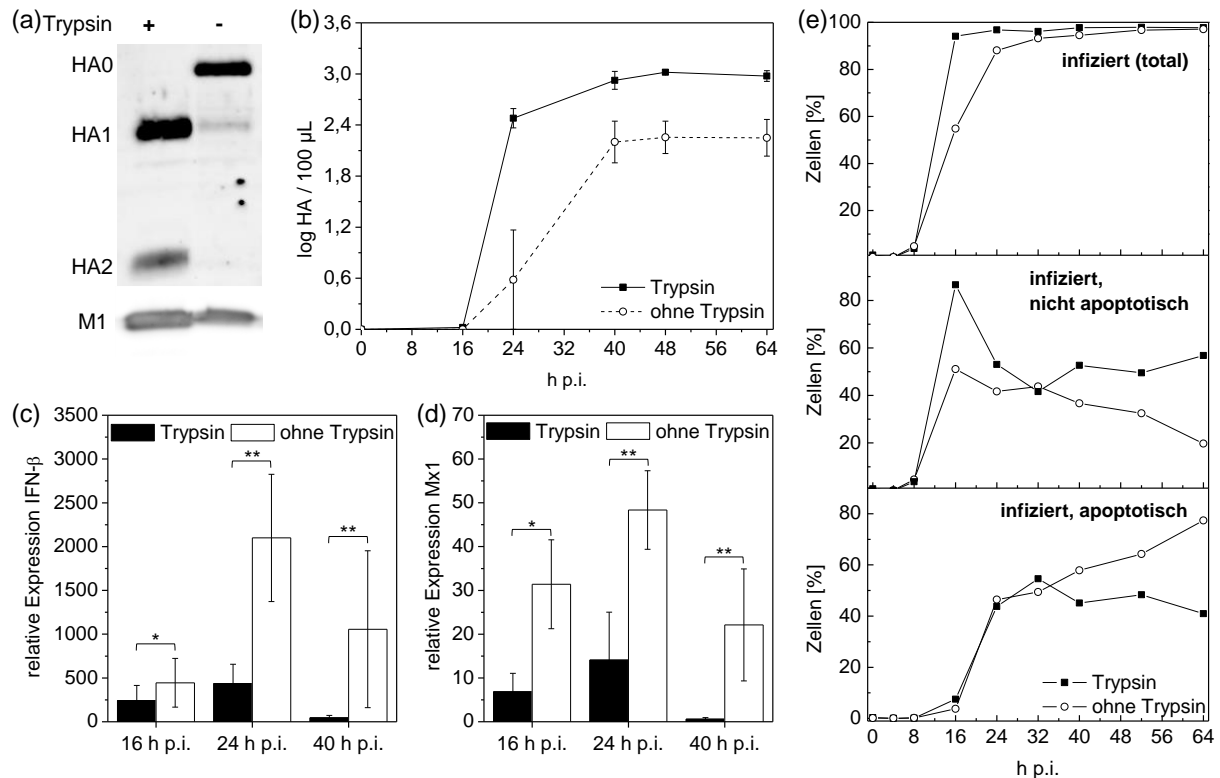 (a)
Trypsin + -
HA0
HA1
HA2
M1
(b)
log HA / 100 µL
3,0
2,4
1,8
1,2
0,6
0,0
Trypsin
ohne Trypsin
0 8 16 24 32 40 48 56 64
h p.i.
(c)
relative Expression IFN-β
3500
3000
2500
2000
1500
1000
500
0
Trypsin ohne Trypsin
*
**
**
16 h p.i. 24 h p.i. 40 h p.i.
(d)
relative Expression Mx1
70
60
50
40
30
20
10
0
Trypsin ohne Trypsin
*
**
**
16 h p.i. 24 h p.i. 40 h p.i.
(e)
Zellen [%]
100
80
60
40
20
infiziert (total)
Zellen [%]
100
80
60
40
20
infiziert,
nicht apoptotisch
Zellen [%]
100
80
60
40
20
0
infiziert, apoptotisch
Trypsin
ohne Trypsin
0 8 16 24 32 40 48 56 64
h p.i.